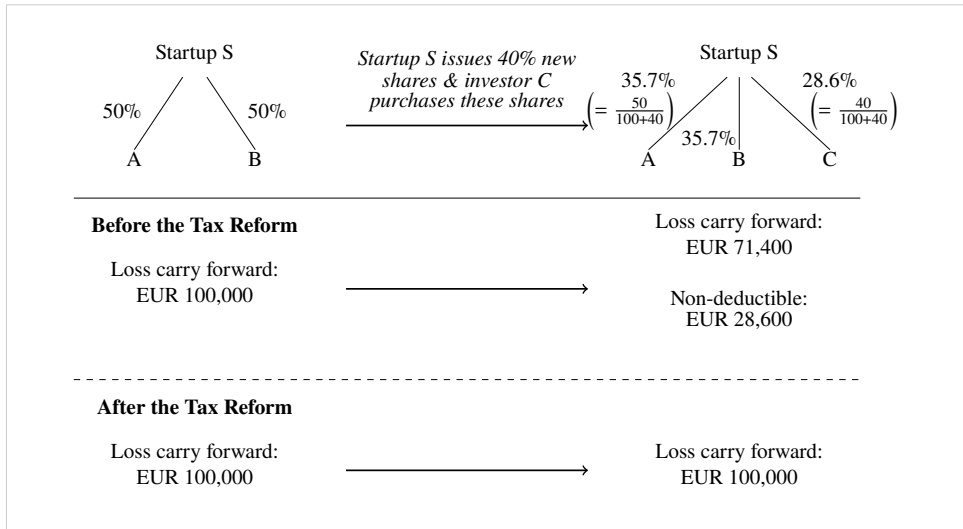 Startup S
50%
50%
A
B
Startup S issues 40% new
shares & investor C
purchases these shares
Startup S
35.7%
(= 50/100+40)
35.7%
28.6%
(= 40/100+40)
A
B
C
Before the Tax Reform
Loss carry forward:
EUR 100,000
Loss carry forward:
EUR 71,400
Non-deductible:
EUR 28,600
After the Tax Reform
Loss carry forward:
EUR 100,000
Loss carry forward:
EUR 100,000